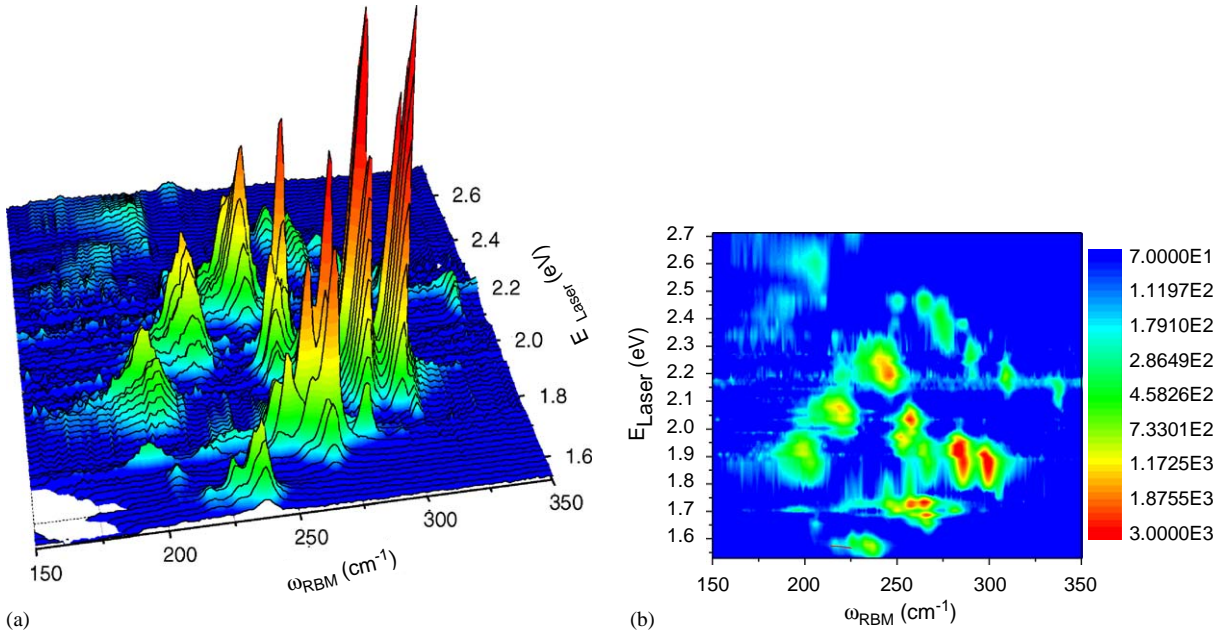 2.6
2.4
2.2
2.0
1.8
1.6
E Laser (eV)
150
200
250
300
350
ωRBM (cm-1)
(a)
2.7
2.6
2.5
2.4
2.3
2.2
2.1
2.0
1.9
1.8
1.7
1.6
ELaser (eV)
150
200
250
300
350
ωRBM (cm-1)
7.0000E1
1.1197E2
1.7910E2
2.8649E2
4.5826E2
7.3301E2
1.1725E3
1.8755E3
3.0000E3
(b)